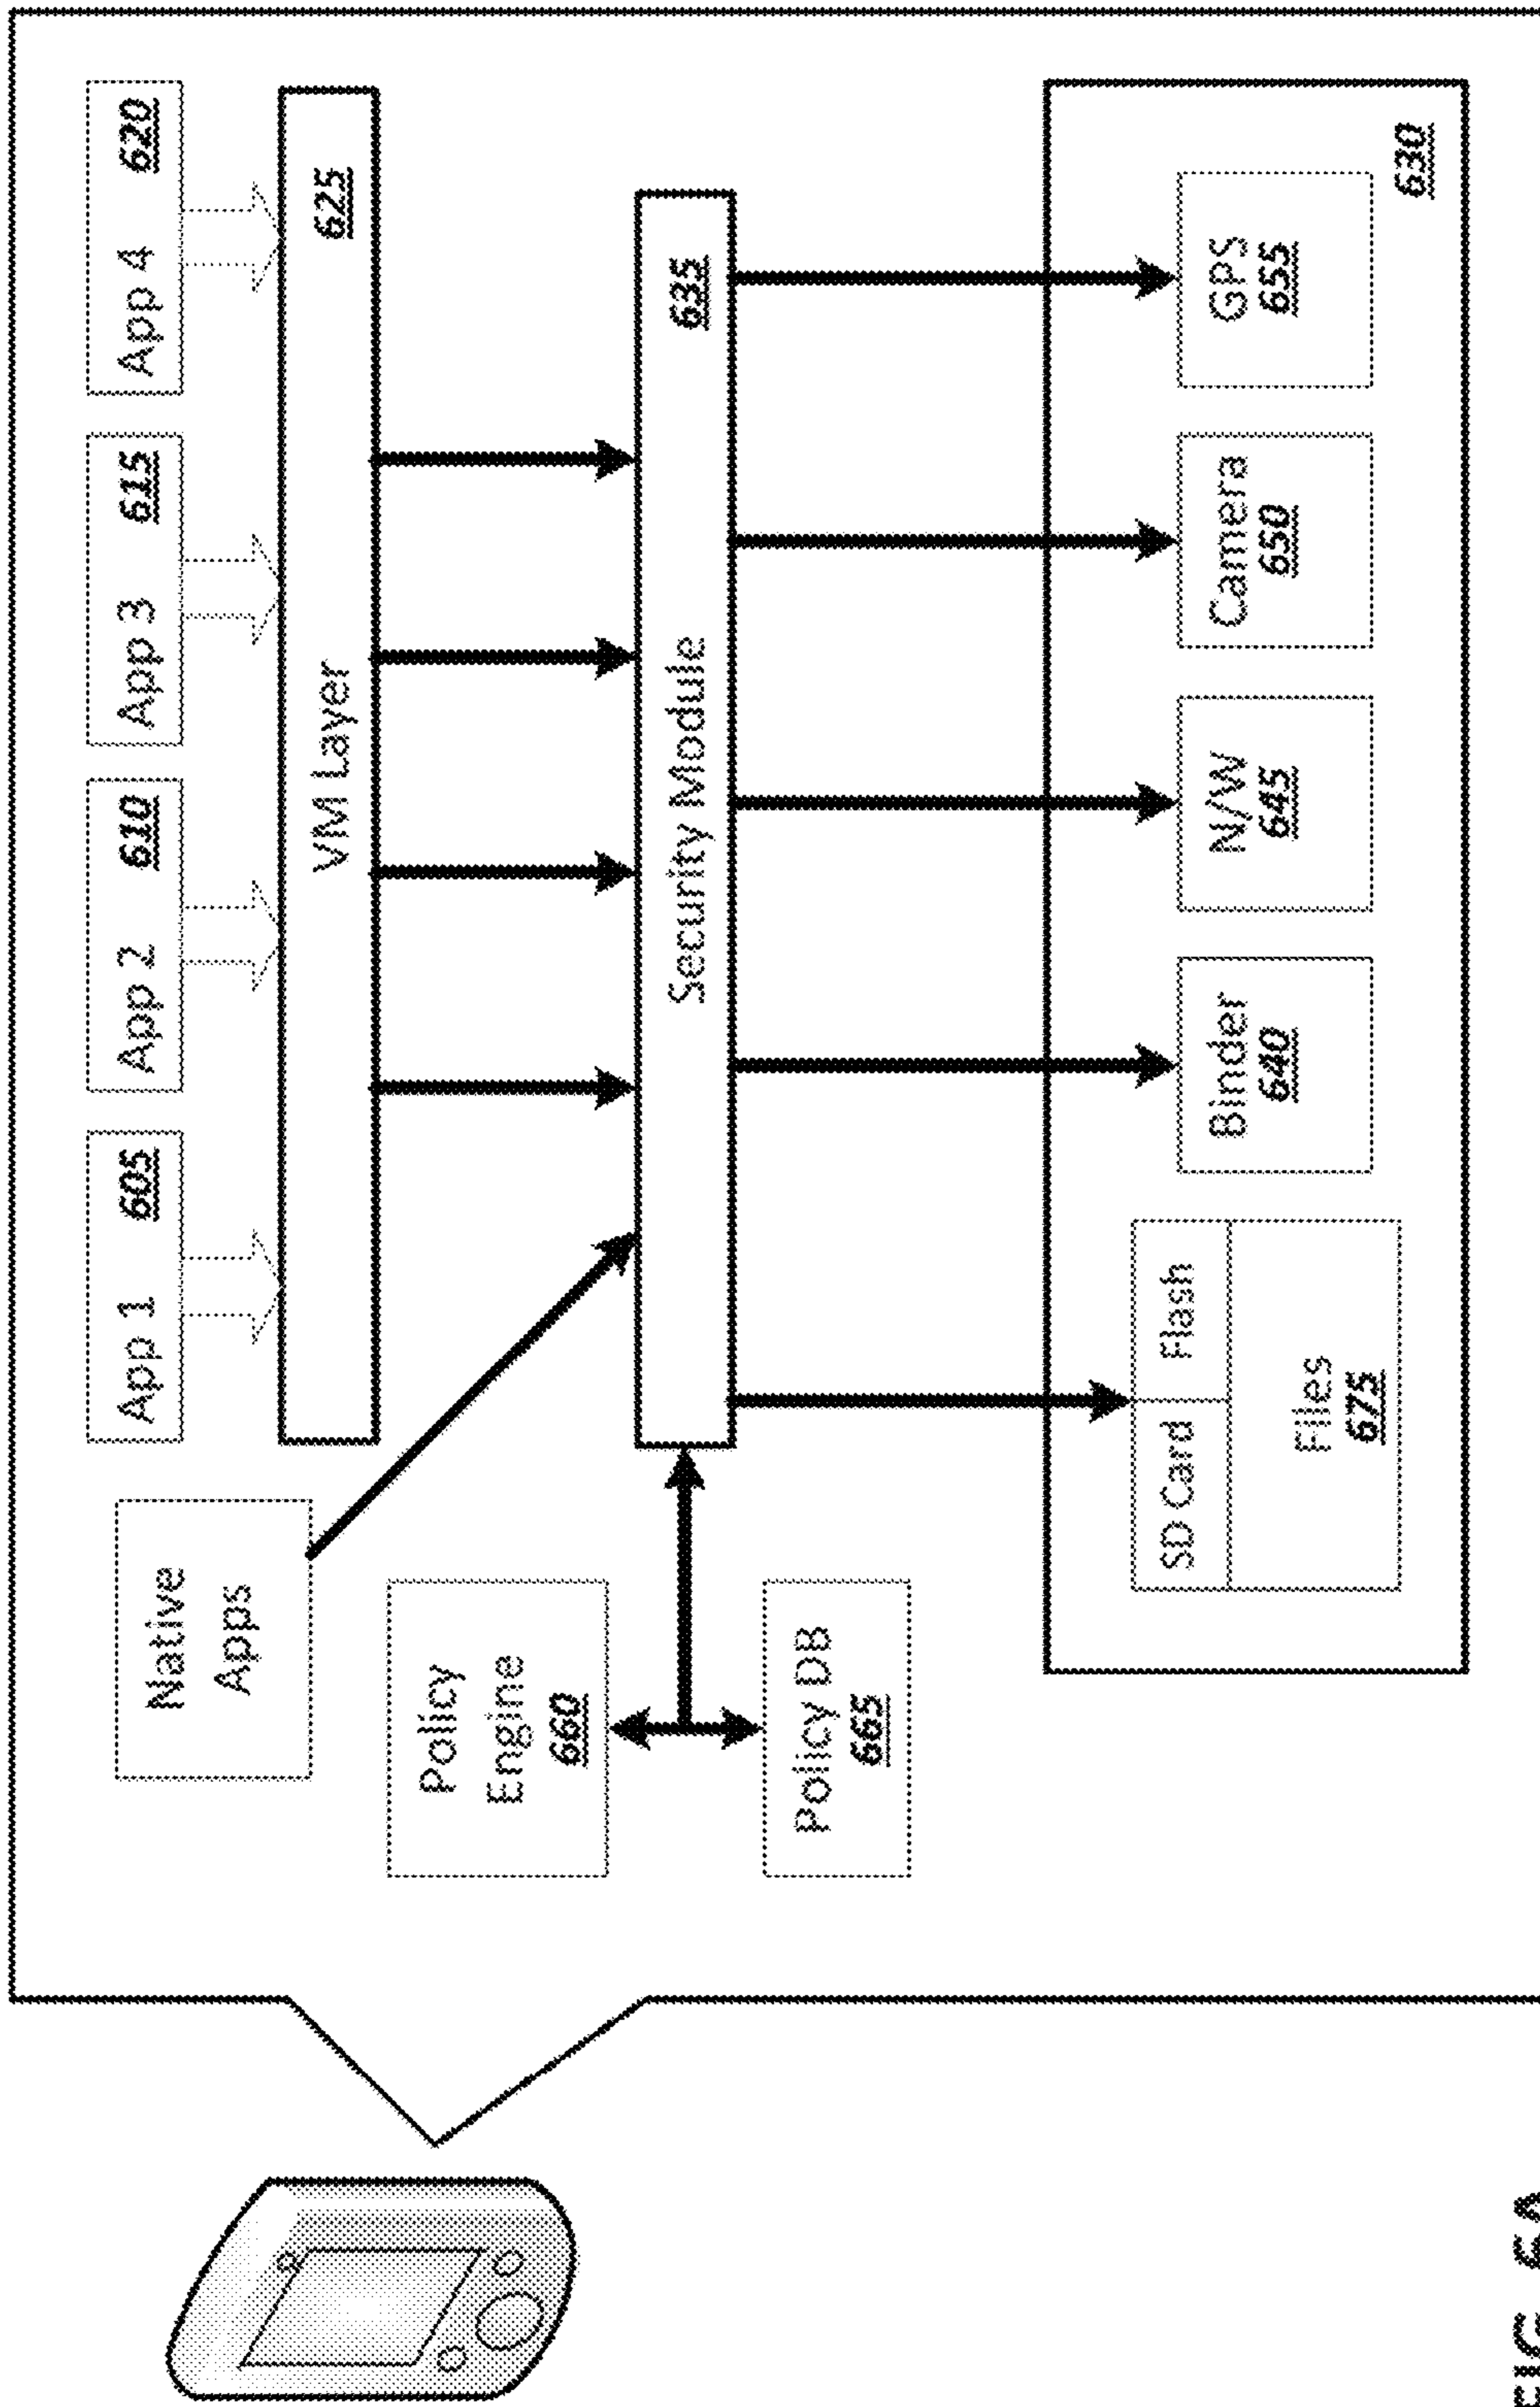 App 1 605
App 2 610
App 3 615
App 4 620
Native
Apps
VM Layer 625
Policy
Engine
660
Security Module 635
Policy DB
665
SD Card
Flash
Files
675
Binder
640
N/W
645
Camera
650
GPS
655
630
FIG. 6A